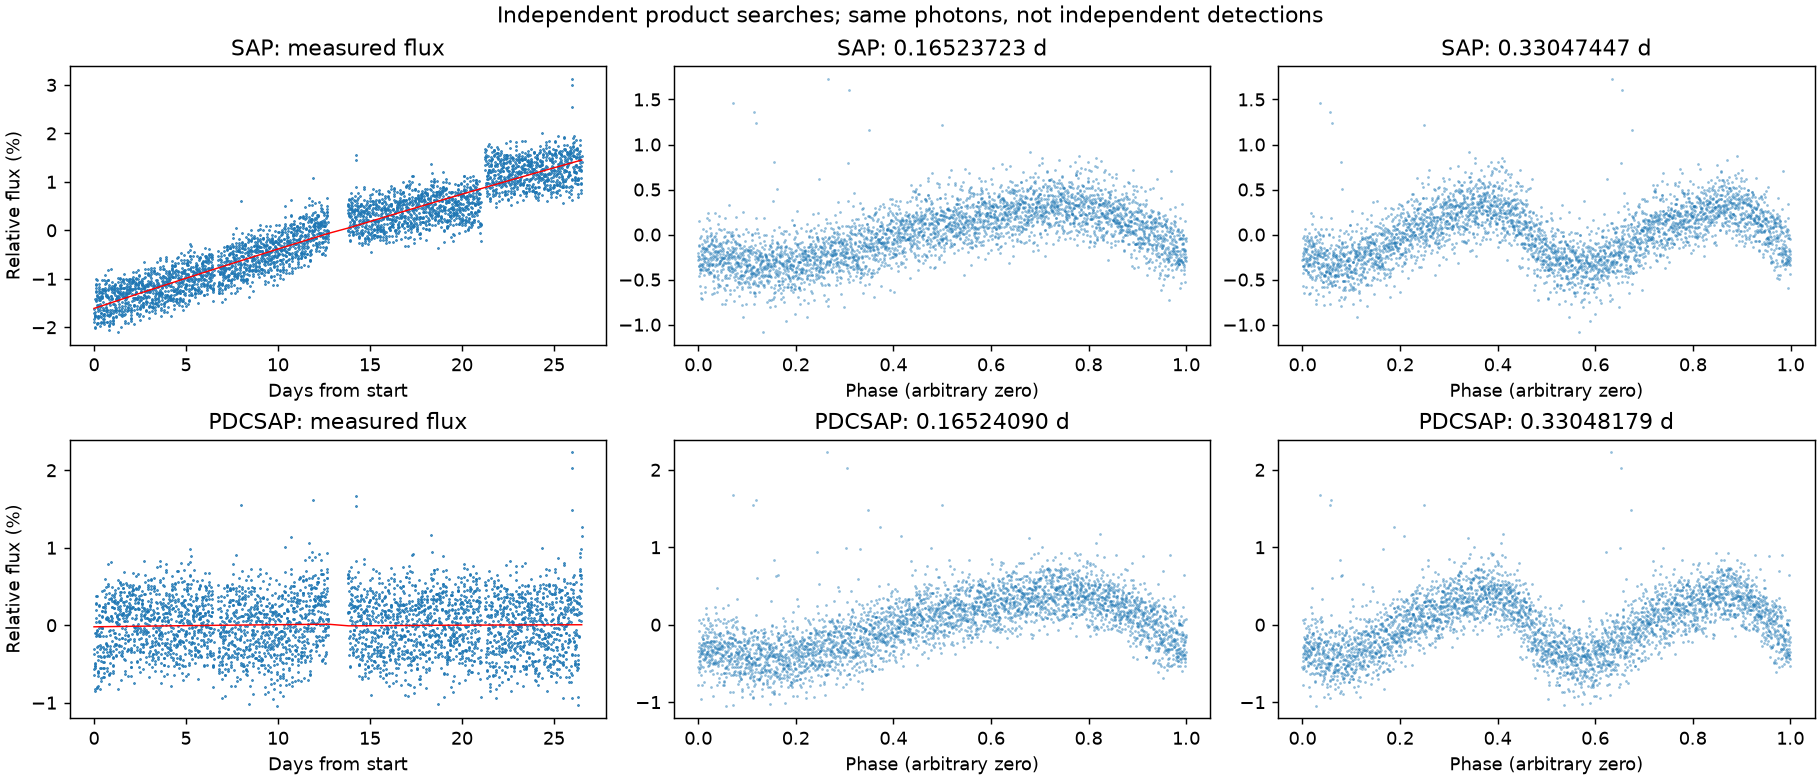 Independent product searches; same photons, not independent detections
SAP: measured flux
SAP: 0.16523723 d
SAP: 0.33047447 d
Relative flux (%)
3
2
1
0
−1
−2
0 5 10 15 20 25
Days from start
1.5
1.0
0.5
0.0
−0.5
−1.0
0.0 0.2 0.4 0.6 0.8 1.0
Phase (arbitrary zero)
1.5
1.0
0.5
0.0
−0.5
−1.0
0.0 0.2 0.4 0.6 0.8 1.0
Phase (arbitrary zero)
PDCSAP: measured flux
PDCSAP: 0.16524090 d
PDCSAP: 0.33048179 d
Relative flux (%)
2
1
0
−1
0 5 10 15 20 25
Days from start
2
1
0
−1
0.0 0.2 0.4 0.6 0.8 1.0
Phase (arbitrary zero)
2
1
0
−1
0.0 0.2 0.4 0.6 0.8 1.0
Phase (arbitrary zero)